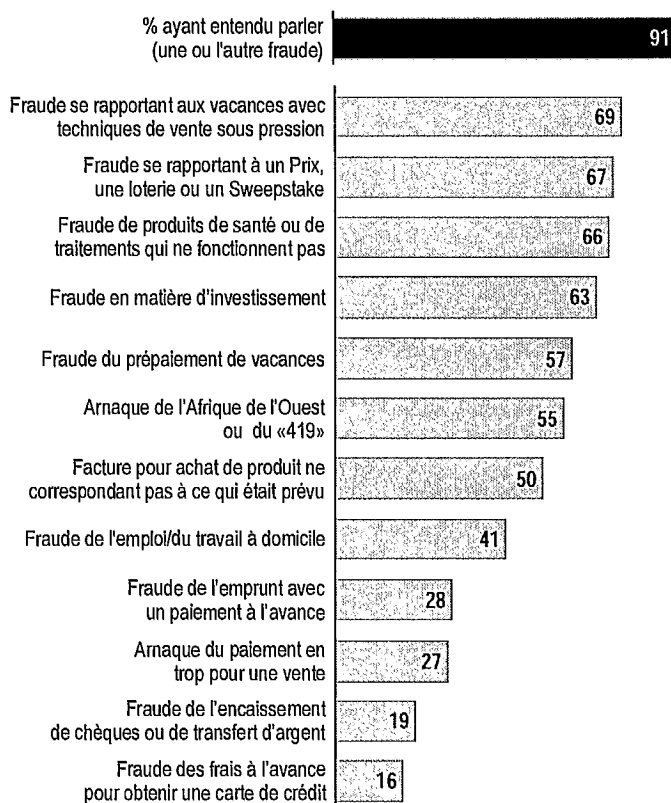 % ayant entendu parler
(une ou l'autre fraude)
91
Fraude se rapportant aux vacances avec
techniques de vente sous pression
69
Fraude se rapportant à un Prix,
une loterie ou un Sweepstake
67
Fraude de produits de santé ou de
traitements qui ne fonctionnent pas
66
Fraude en matière d'investissement
63
Fraude du prépaiement de vacances
57
Arnaque de l'Afrique de l'Ouest
ou du «419»
55
Facture pour achat de produit ne
correspondant pas à ce qui était prévu
50
Fraude de l'emploi/du travail à domicile
41
Fraude de l'emprunt avec
un paiement à l'avance
28
Arnaque du paiement en
trop pour une vente
27
Fraude de l'encaissement
de chèques ou de transfert d'argent
19
Fraude des frais à l'avance
pour obtenir une carte de crédit
16